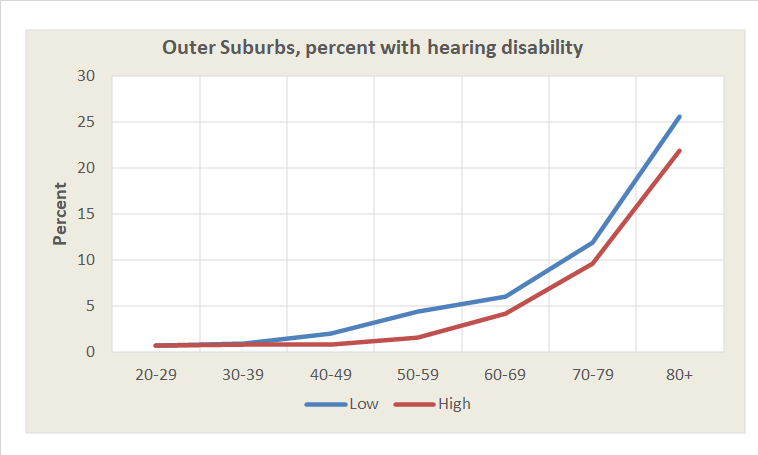 Outer Suburbs, percent with hearing disability
30
25
20
15
10
5
0
Percent
20-29 30-39 40-49 50-59 60-69 70-79 80+
Low High